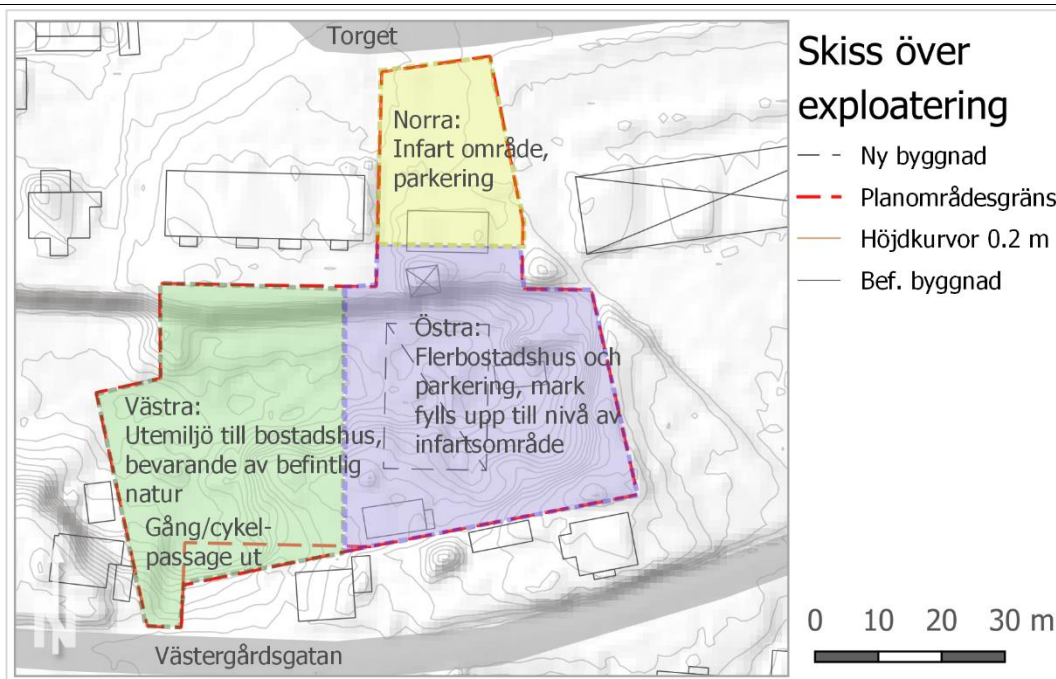 Torget
Norra:
Infart område,
parkering
Östra:
Flerbostadshus och
parkering, mark
fylls upp till nivå av
infartsområde
Västra:
Utemiljö till bostadshus,
bevarande av befintlig
natur
Gång/cykel-
passage ut
Västergårdsgatan
N
Skiss över
exploatering
Ny byggnad
Planområdesgräns
Höjdkurvor 0.2 m
Bef. byggnad
0 10 20 30 m